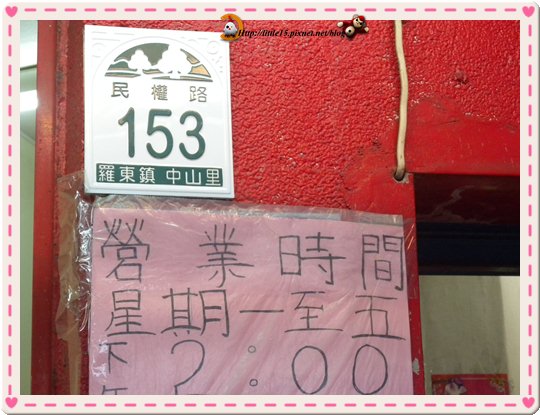 Http://little15.pixnet.net/blog
民權路
153
羅東鎮 中山里
營業時間
星期一至五
下午2:00